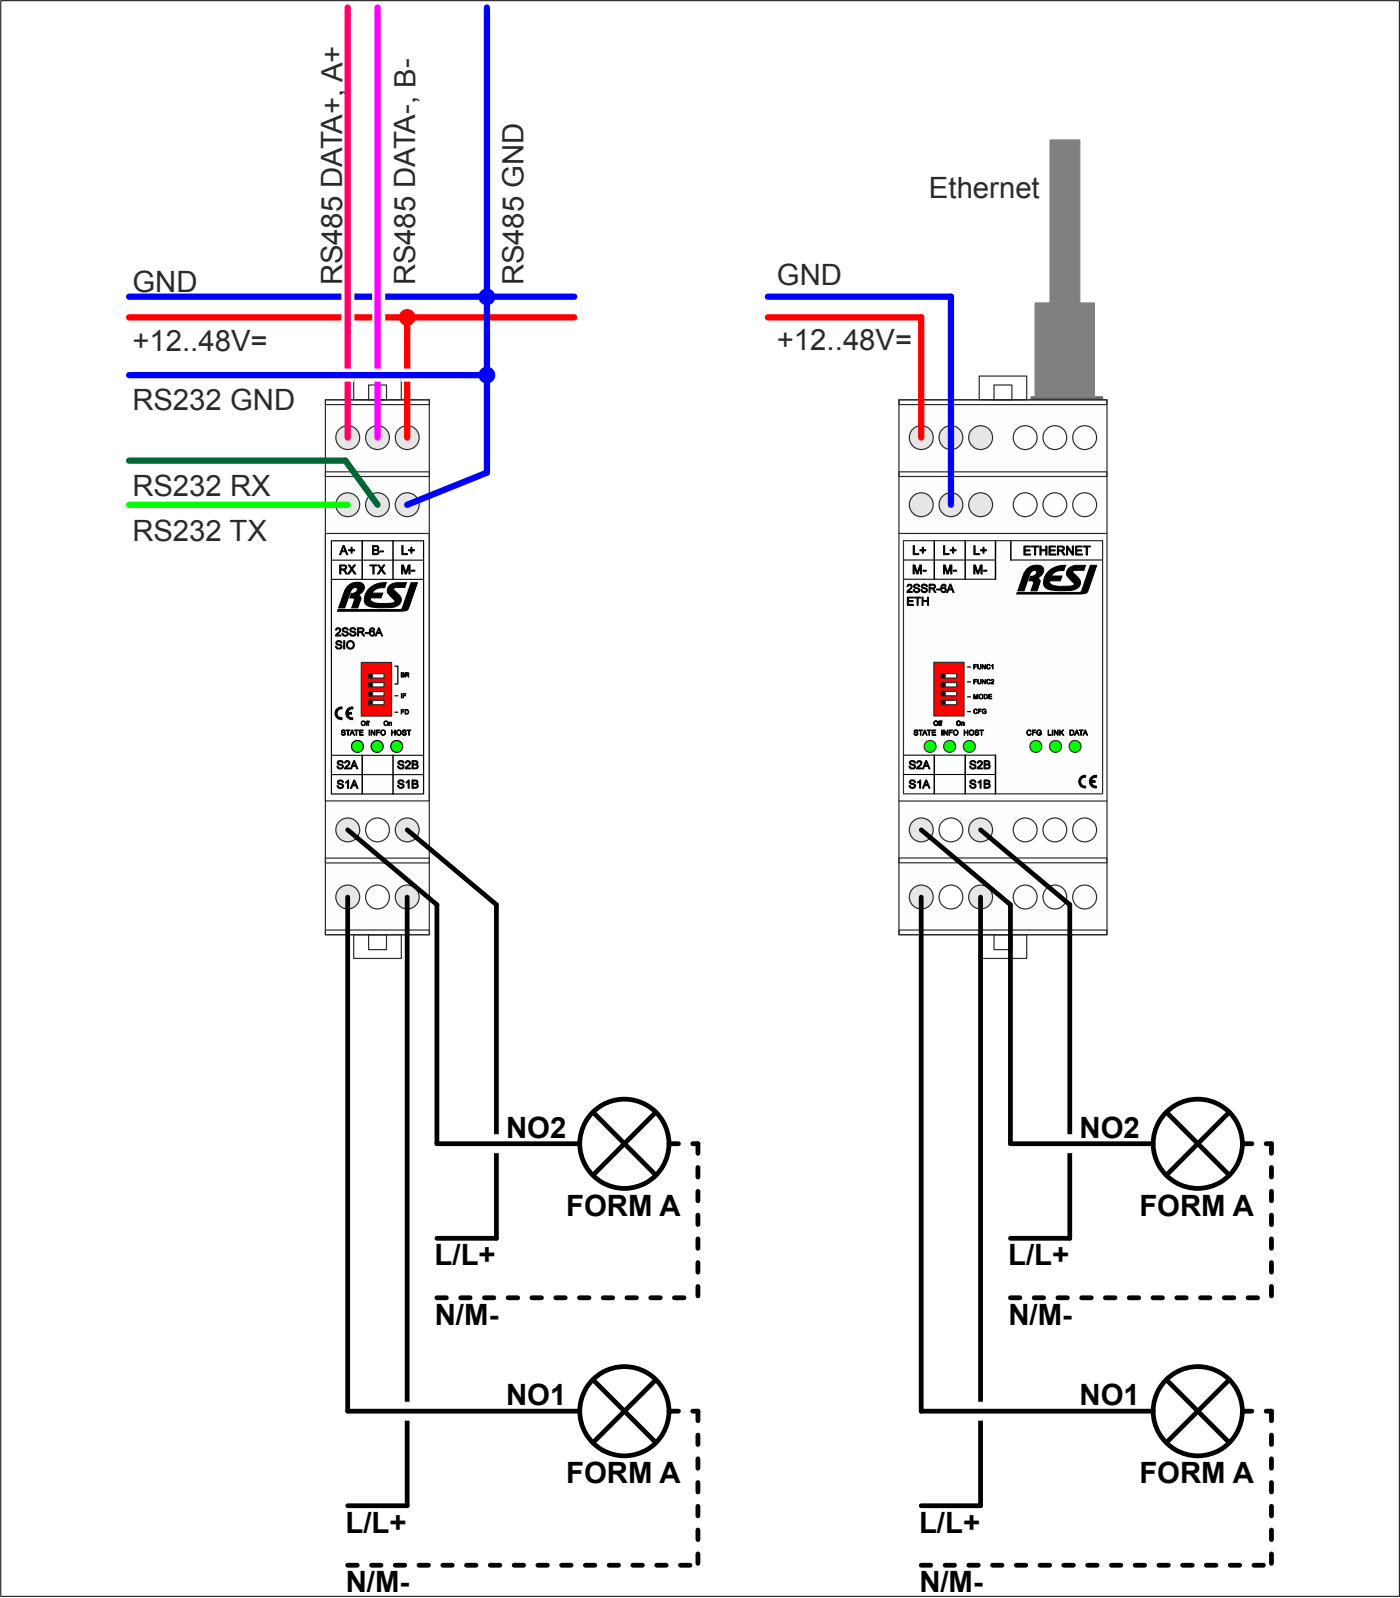 RS485 DATA+, A+
RS485 DATA-, B-
RS485 GND
GND
+12..48V=
RS232 GND
RS232 RX
RS232 TX
A+ B- L+
RX TX M-
RESI
2SSR-6A
SIO
BR
IF
FD
CE
Off On
STATE INFO HOST
S2A S2B
S1A S1B
NO2
FORM A
L/L+
N/M-
NO1
FORM A
L/L+
N/M-
Ethernet
GND
+12..48V=
L+ L+ L+ ETHERNET
M- M- M-
RESI
2SSR-6A
ETH
FUNC1
FUNC2
MODE
CFG
Off On
STATE INFO HOST
CFG LINK DATA
S2A S2B
S1A S1B
CE
NO2
FORM A
L/L+
N/M-
NO1
FORM A
L/L+
N/M-